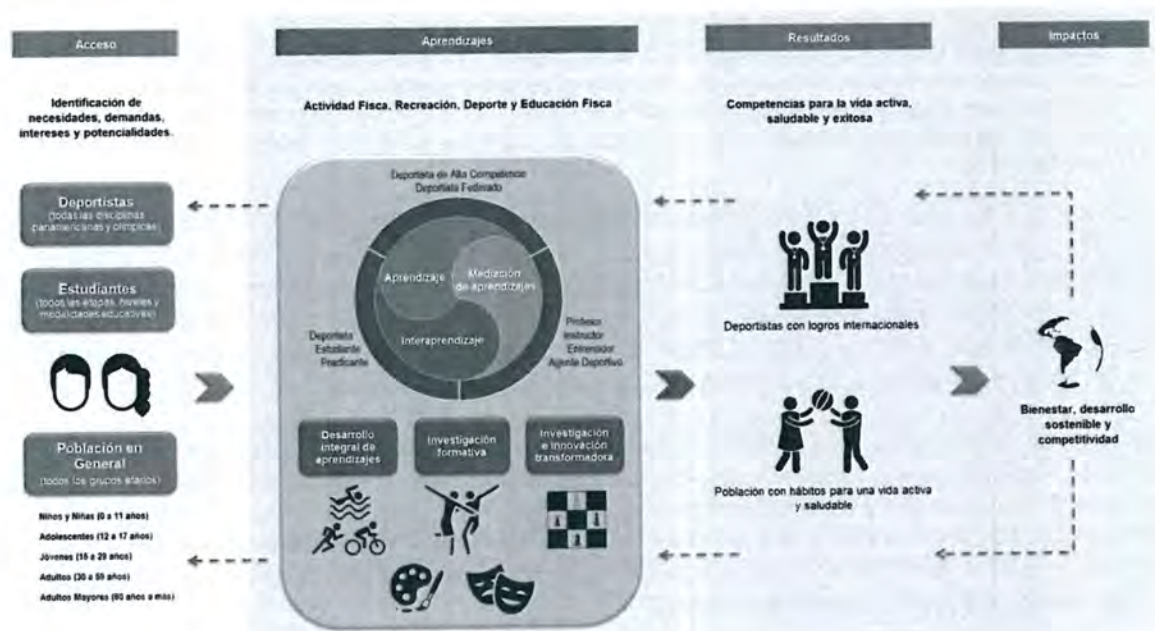 Acceso
Identificación de
necesidades, demandas,
intereses y potencialidades.
Deportistas
(todas las disciplinas
panamericanas y olímpicas)
Estudiantes
(todos las etapas, niveles y
modalidades educativas)
Población en
General
(todos los grupos etarios)
Niños y Niñas (0 a 11 años)
Adolescentes (12 a 17 años)
Jóvenes (15 a 29 años)
Adultos (30 a 59 años)
Adultos Mayores (60 años a más)
Aprendizajes
Actividad Fisca, Recreación, Deporte y Educación Fisca
Deportista de Alta Competencia
Deportista Federado
Aprendizaje
Mediación
de aprendizajes
Interaprendizaje
Deportista
Estudiante
Practicante
Profesor
Instructor
Entrenador
Agente Deportivo
Desarrollo
integral de
aprendizajes
Investigación
formativa
Investigación
e innovación
transformadora
Resultados
Competencias para la vida activa,
saludable y exitosa
Deportistas con logros internacionales
Población con hábitos para una vida activa
y saludable
Impactos
Bienestar, desarrollo
sostenible y
competitividad